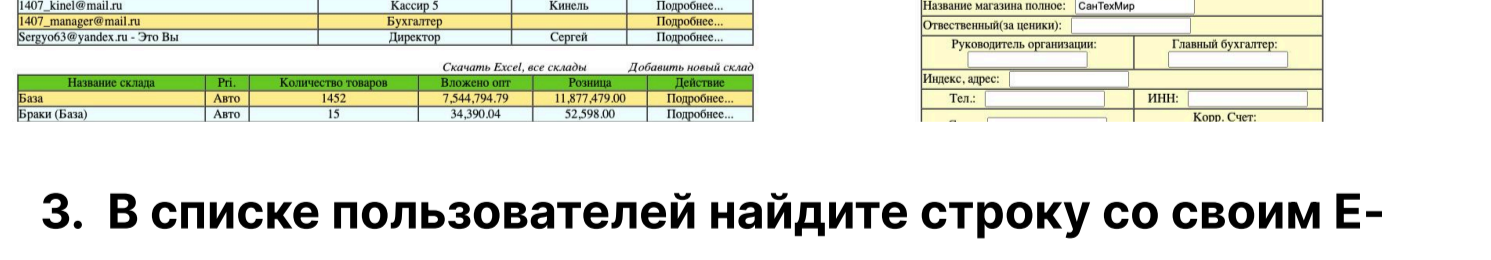 1407_kinel@mail.ru Кассир 5 Кинель Подробнее...
1407_manager@mail.ru Бухгалтер Подробнее...
Sergyo63@yandex.ru - Это Вы Директор Сергей Подробнее...
Скачать Excel, все склады Добавить новый склад
Название склада Pri. Количество товаров Вложено опт Розница Действие
База Авто 1452 7,544,794.79 11,877,479.00 Подробнее...
Браки (База) Авто 15 34,390.04 52,598.00 Подробнее...
Название магазина полное: СанТехМир
Отвественный(за ценики):
Руководитель организации: Главный бухгалтер:
Индекс, адрес:
Тел.: ИНН:
Корр. Счет:
3. В списке пользователей найдите строку со своим E-